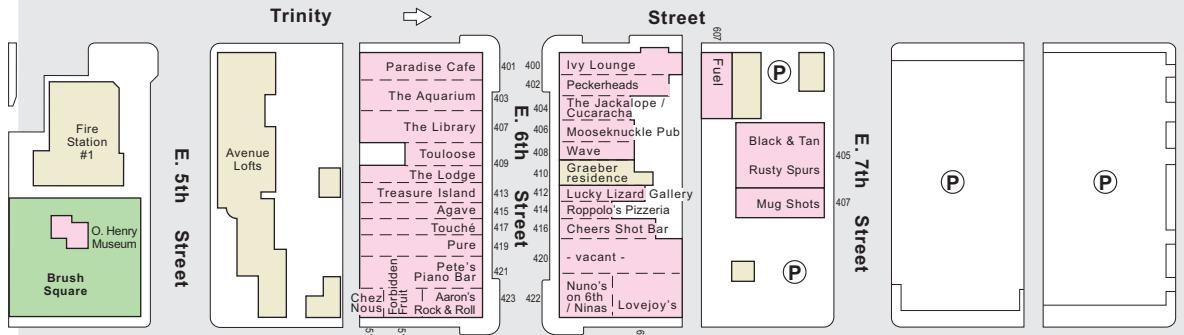 Trinity
Street
Fire
Station
#1
O. Henry
Museum
Brush
Square
E. 5th Street
Avenue
Lofts
Paradise Cafe
The Aquarium
The Library
Touloose
The Lodge
Treasure Island
Agave
Touché
Pure
Pete's
Piano Bar
Chez
Nous
Forbidden
Fruit
Aaron's
Rock & Roll
401
403
407
409
413
415
417
419
421
423
E. 6th Street
400
402
404
406
408
410
412
414
416
420
422
Ivy Lounge
Peckerheads
The Jackalope /
Cucaracha
Mooseknuckle Pub
Wave
Graeber
residence
Lucky Lizard Gallery
Roppolo's Pizzeria
Cheers Shot Bar
- vacant -
Nuno's
on 6th
/ Ninas
Lovejoy's
607
Fuel
P
Black & Tan
Rusty Spurs
Mug Shots
P
405
407
E. 7th Street
P
P